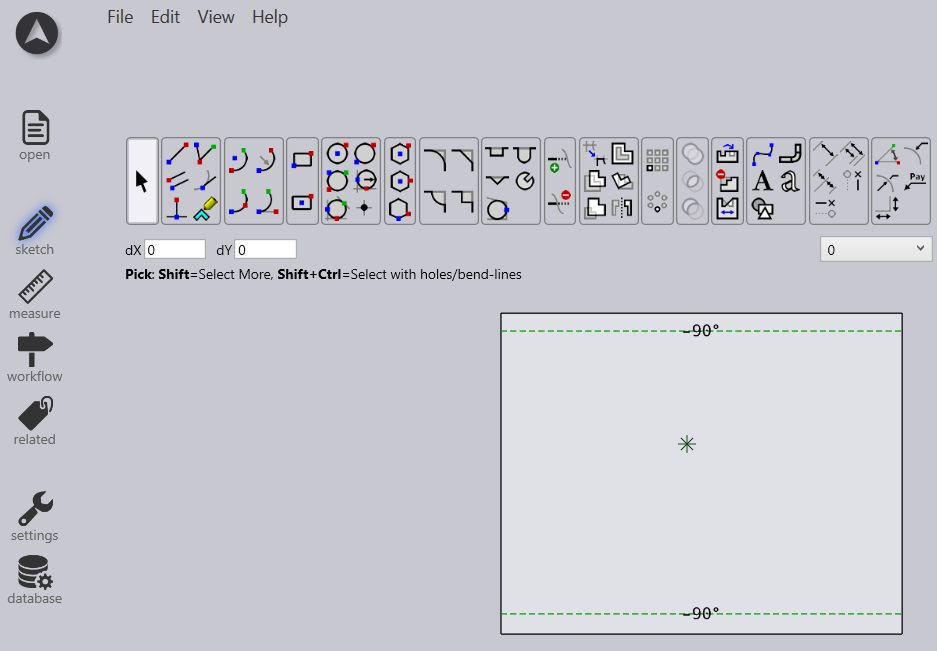 File Edit View Help
open
Pay
A a
sketch
dX 0 dY 0
0
Pick: Shift=Select More, Shift+Ctrl=Select with holes/bend-lines
measure
-90°
workflow
related
settings
database
-90°